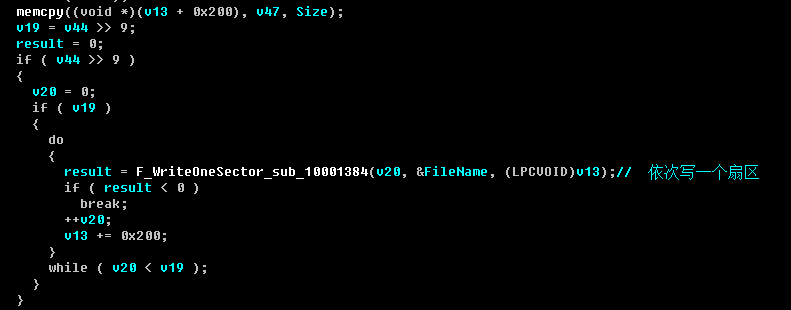 memcpy((void *)(v13 + 0x200), v47, Size);
v19 = v44 >> 9;
result = 0;
if ( v44 >> 9 )
{
v20 = 0;
if ( v19 )
{
do
{
result = F_WriteOneSector_sub_10001384(v20, &FileName, (LPCVOID)v13);// 依次写一个扇区
if ( result < 0 )
break;
++v20;
v13 += 0x200;
}
while ( v20 < v19 );
}
}